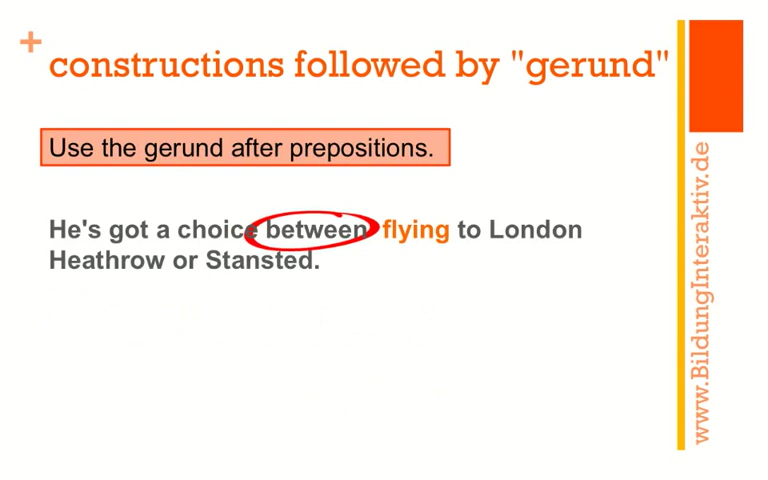 +
constructions followed by "gerund"
Use the gerund after prepositions.
He's got a choice between flying to London
Heathrow or Stansted.
www.BildungInteraktiv.de